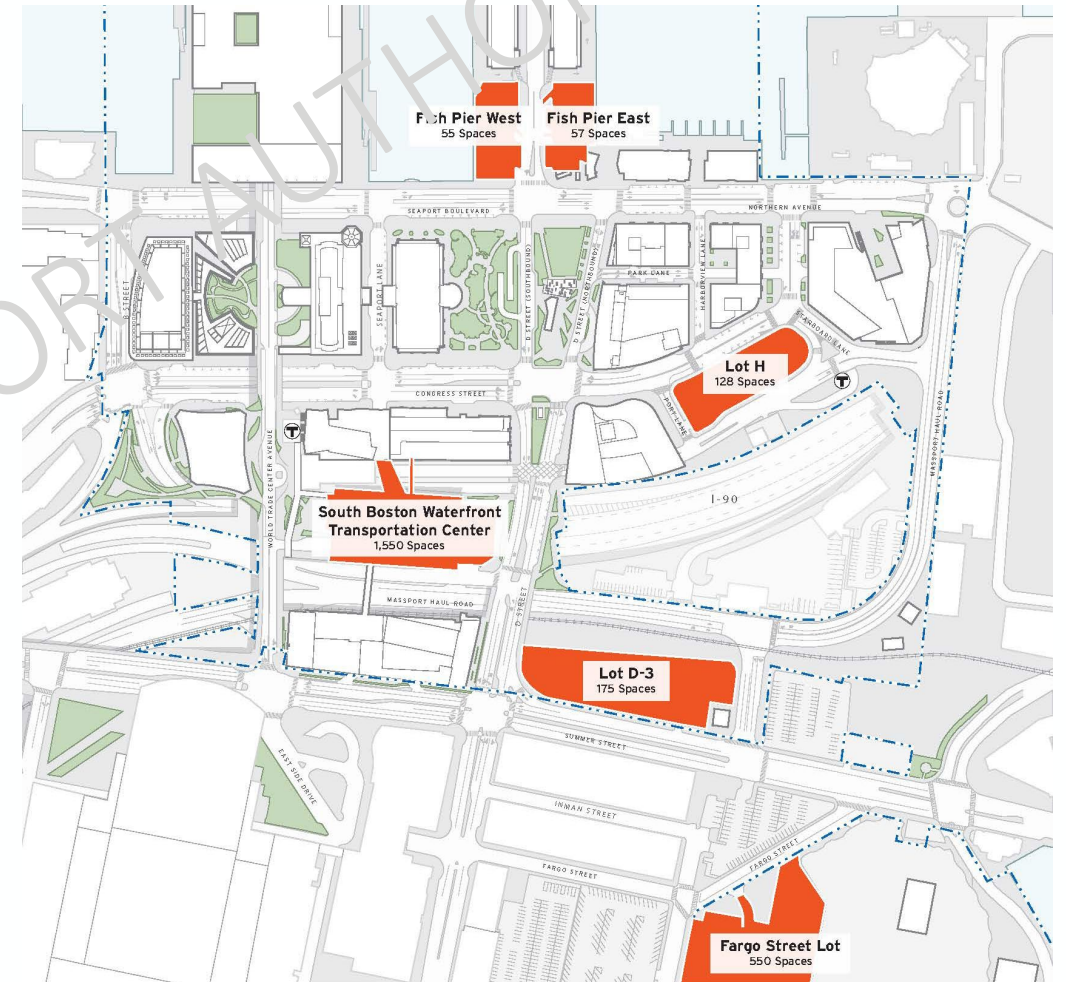 PORT AUTHOR
Fish Pier West
55 Spaces
Fish Pier East
57 Spaces
SEAPORT BOULEVARD
NORTHERN AVENUE
B STREET
SEAPORT LANE
D STREET (SOUTHBOUND)
D STREET (NORTHBOUND)
PARK LANE
HARBORVIEW LANE
STARBOARD LANE
Lot H
128 Spaces
T
CONGRESS STREET
PORT LANE
MASSPORT HAUL ROAD
T
WORLD TRADE CENTER AVENUE
I-90
South Boston Waterfront
Transportation Center
1,550 Spaces
MASSPORT HAUL ROAD
D STREET
Lot D-3
175 Spaces
SUMMER STREET
EAST SIDE DRIVE
INMAN STREET
FARGO STREET
FARGO STREET
Fargo Street Lot
550 Spaces